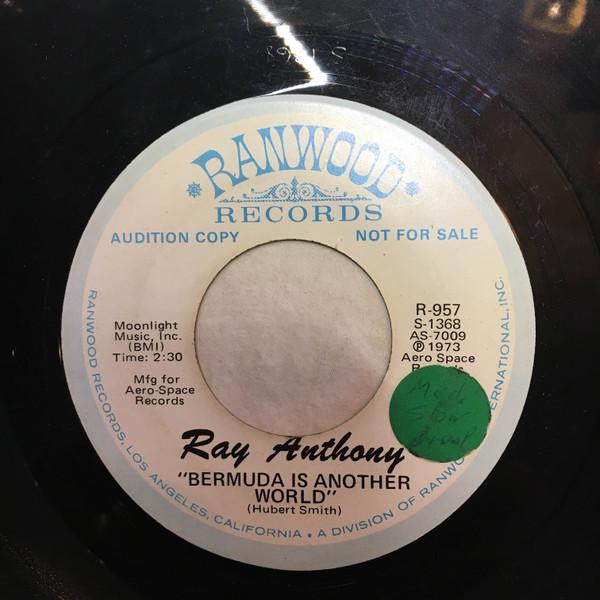 RANWOOD
RECORDS
AUDITION COPY
NOT FOR SALE
Moonlight
Music, Inc.
(BMI)
Time: 2:30
Mfg for
Aero-Space
Records
R-957
S-1368
AS-7009
℗ 1973
Aero Space
Ray Anthony
"BERMUDA IS ANOTHER
WORLD"
(Hubert Smith)
RANWOOD RECORDS, LOS ANGELES, CALIFORNIA • A DIVISION OF RANWO
ERNATIONAL, INC.